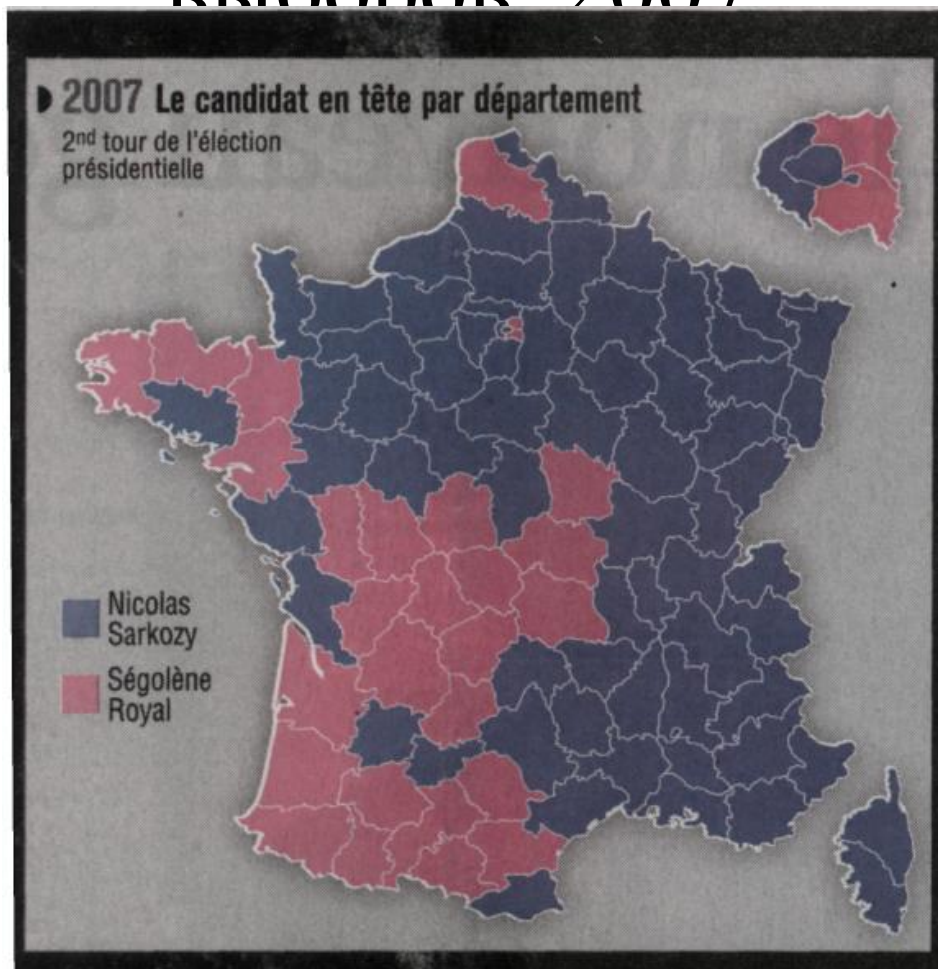 2007 Le candidat en tête par département
2nd tour de l'élection
présidentielle
Nicolas
Sarkozy
Ségolène
Royal